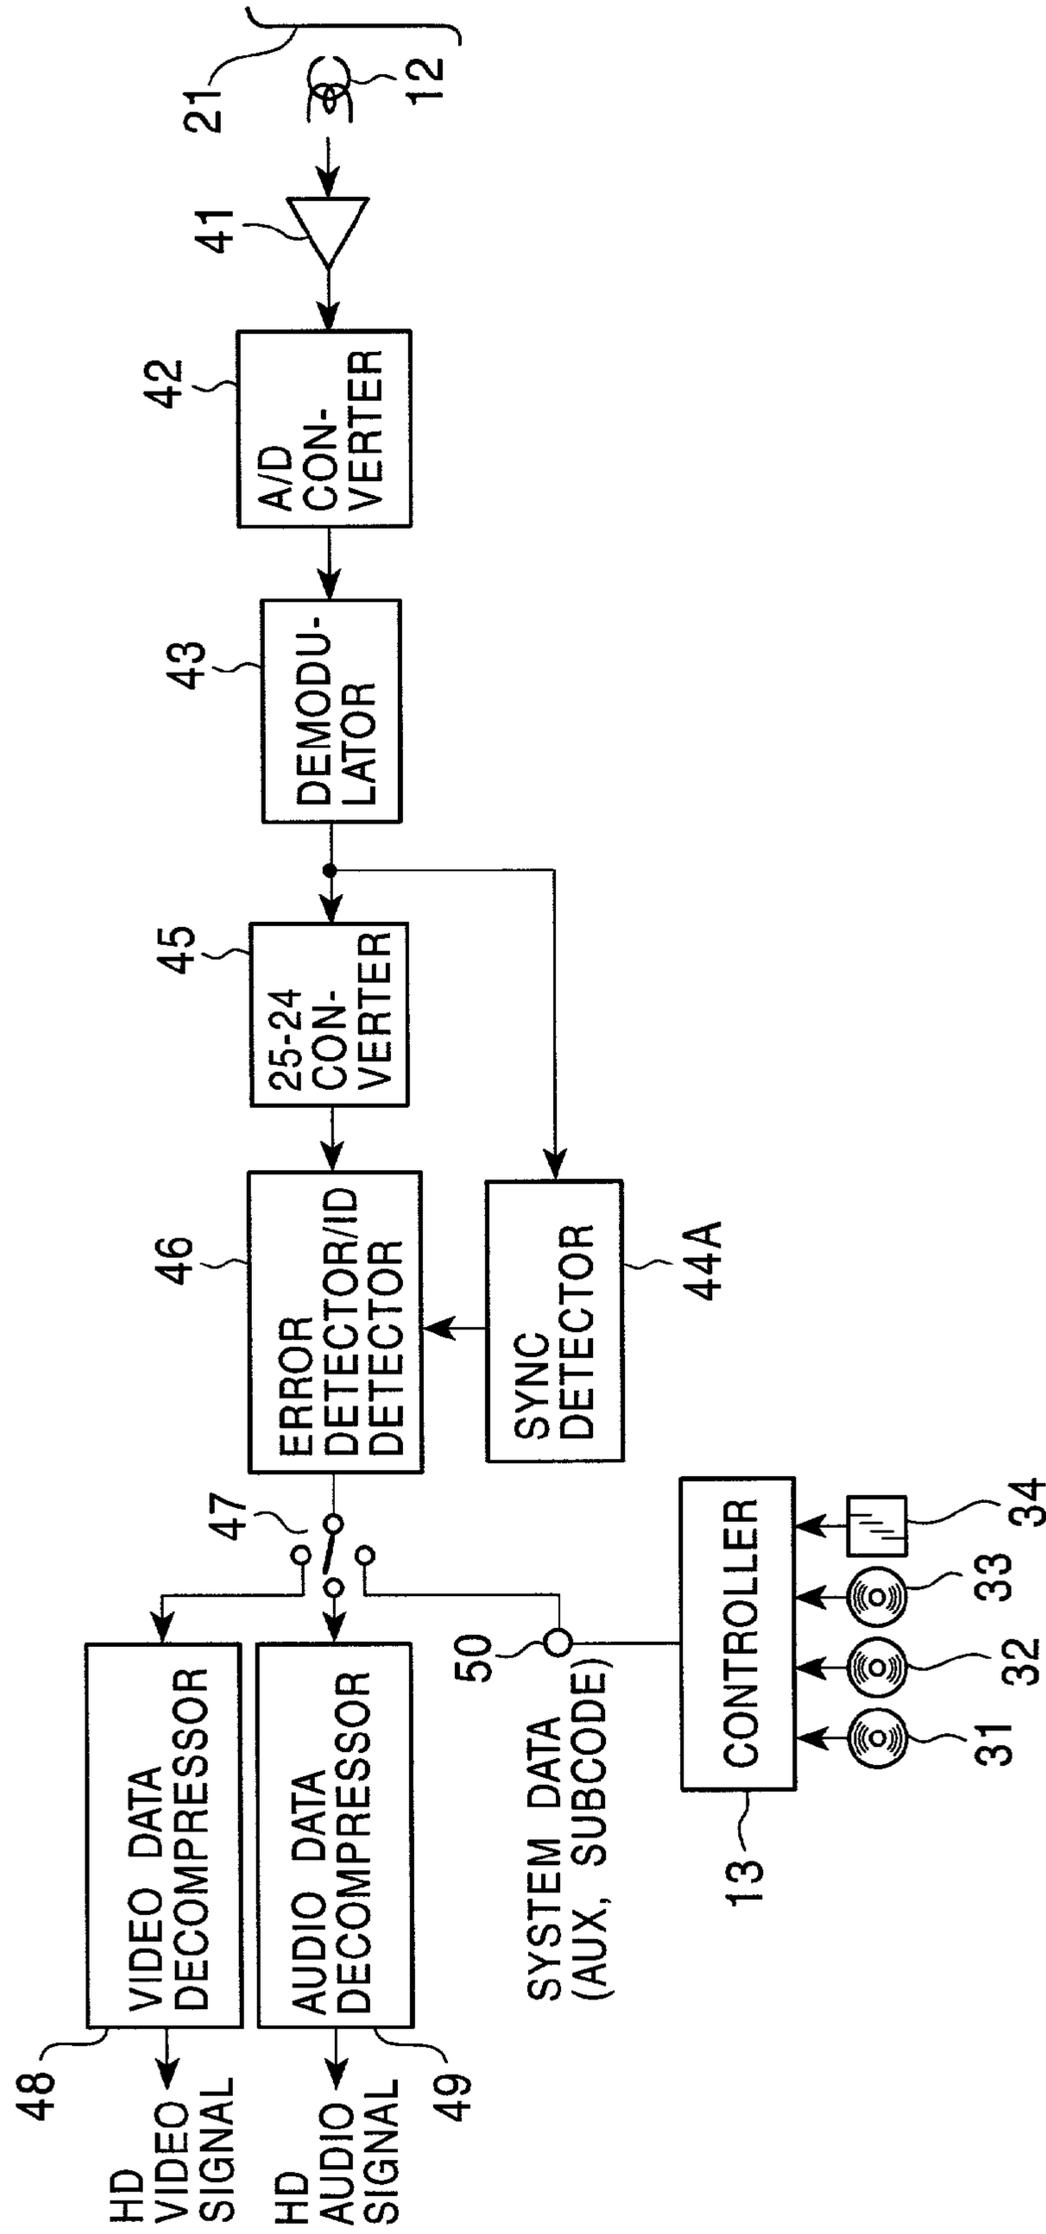 21
12
41
42
A/D
CON-
VERTER
43
DEMODU-
LATOR
45
25-24
CON-
VERTER
46
ERROR
DETECTOR/ID
DETECTOR
SYNC
DETECTOR
44A
47
48
VIDEO DATA
DECOMPRESSOR
HD
VIDEO
SIGNAL
AUDIO DATA
DECOMPRESSOR
49
HD
AUDIO
SIGNAL
50
SYSTEM DATA
(AUX, SUBCODE)
CONTROLLER
13
31
32
33
34